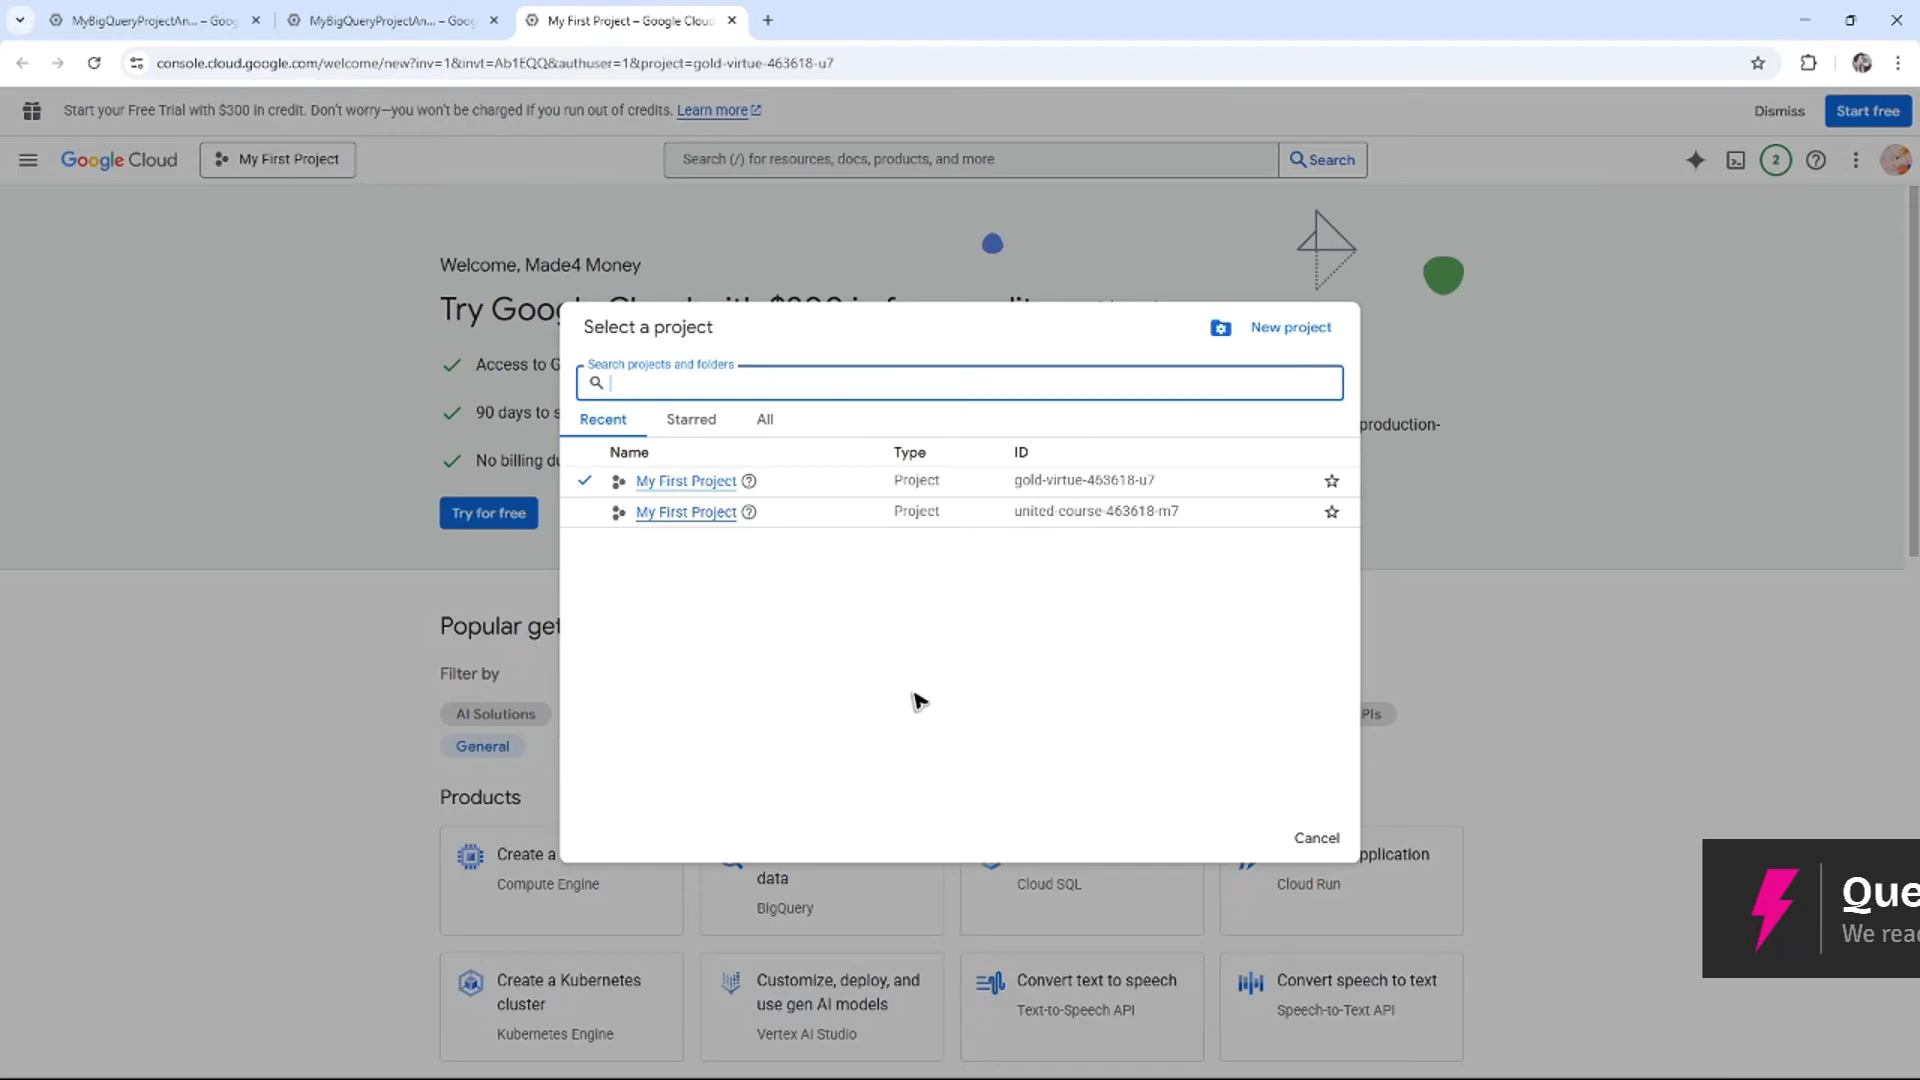 MyBigQueryProjectAn... – Goog
MyBigQueryProjectAn... – Goog
My First Project – Google Cloud
console.cloud.google.com/welcome/new?inv=1&invt=Ab1EQQ&authuser=1&project=gold-virtue-463618-u7
Start your Free Trial with $300 in credit. Don't worry—you won't be charged if you run out of credits. Learn more
Dismiss
Start free
Google Cloud
My First Project
Search (/) for resources, docs, products, and more
Search
2
Welcome, Made4 Money
Try Goog
Access to G
90 days to s
No billing du
production-
Try for free
Select a project
New project
Search projects and folders
Recent
Starred
All
Name
Type
ID
My First Project
Project
gold-virtue-463618-u7
My First Project
Project
united-course-463618-m7
Cancel
Popular get
Filter by
AI Solutions
PIs
General
Products
Create a
Compute Engine
data
BigQuery
Cloud SQL
pplication
Cloud Run
Create a Kubernetes
cluster
Kubernetes Engine
Customize, deploy, and
use gen AI models
Vertex AI Studio
Convert text to speech
Text-to-Speech API
Convert speech to text
Speech-to-Text API
Que
We read